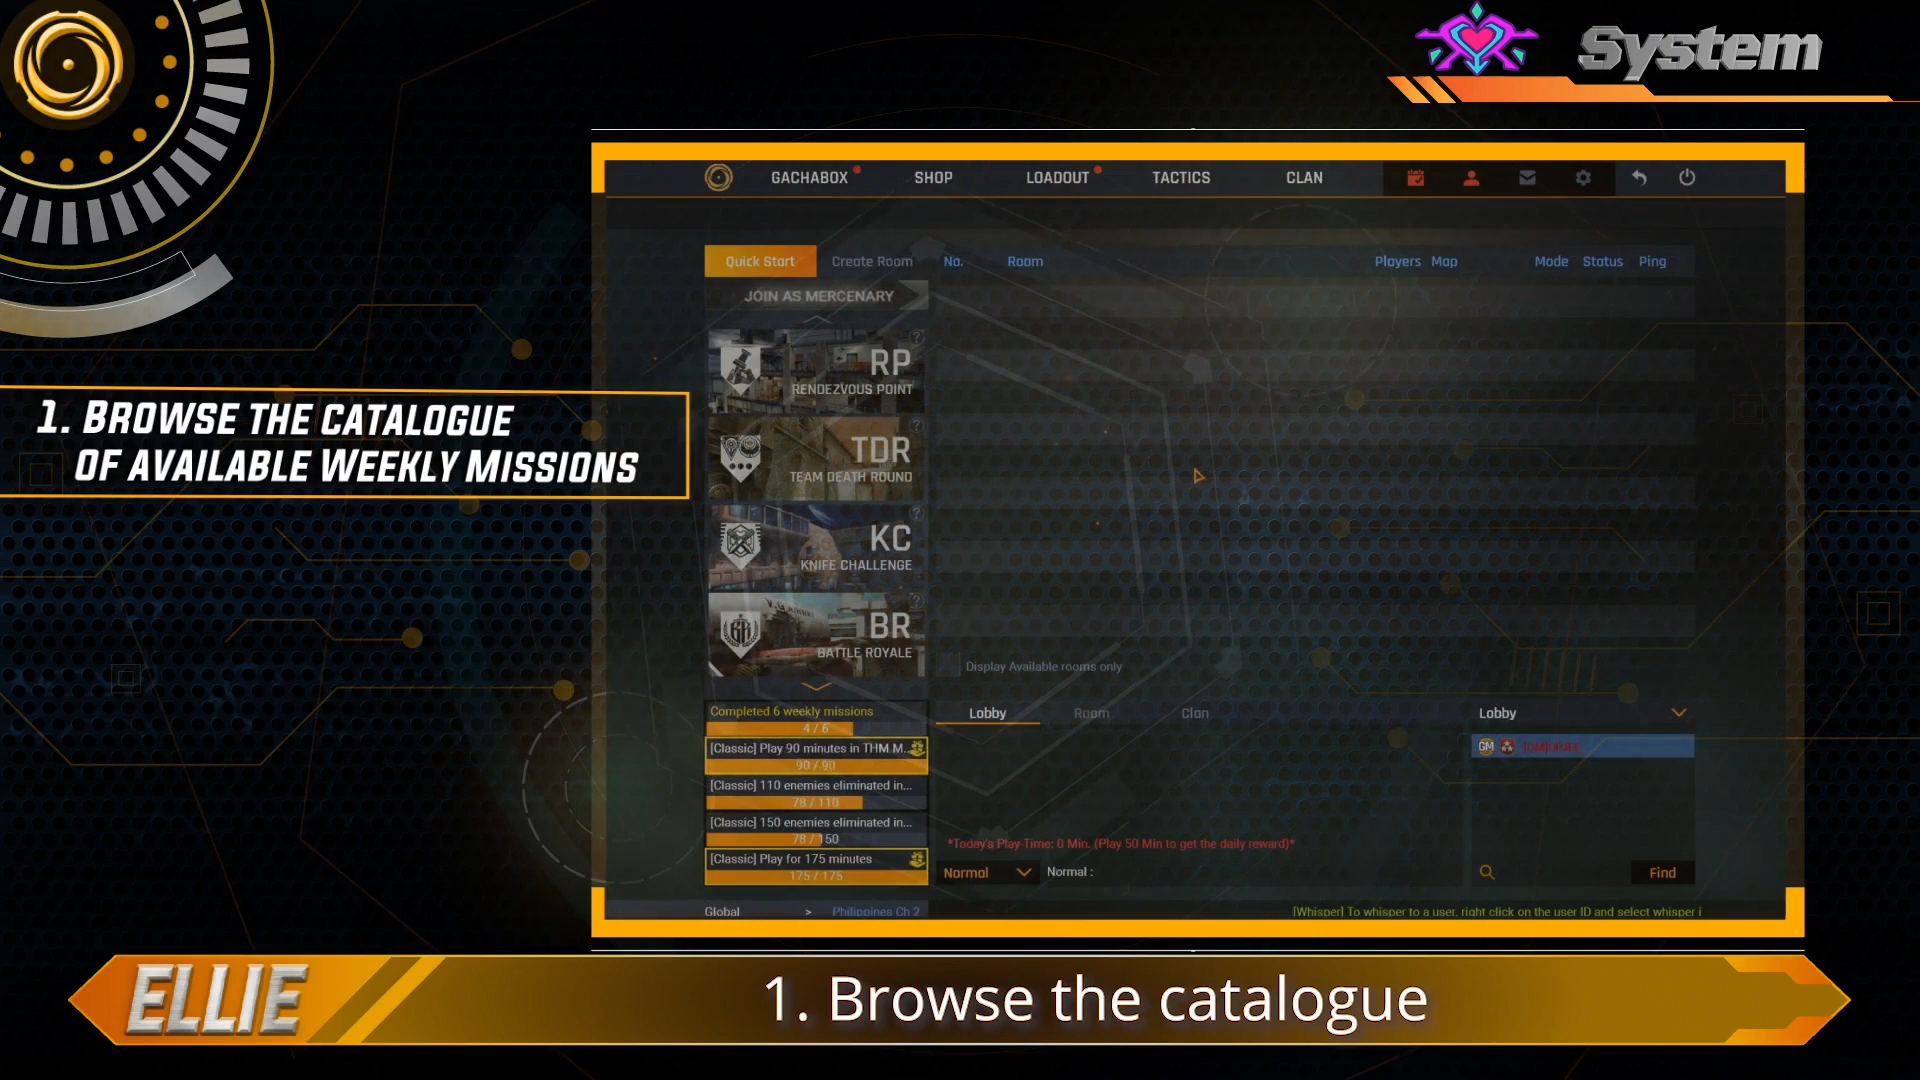 System
GACHABOX
SHOP
LOADOUT
TACTICS
CLAN
Quick Start
Create Room
No.
Room
Players
Map
Mode
Status
Ping
JOIN AS MERCENARY
RP
RENDEZVOUS POINT
TDR
TEAM DEATH ROUND
KC
KNIFE CHALLENGE
BR
BATTLE ROYALE
1. BROWSE THE CATALOGUE
OF AVAILABLE WEEKLY MISSIONS
Display Available rooms only
Completed 6 weekly missions
4 / 6
[Classic] Play 90 minutes in THM M...
90 / 90
[Classic] 110 enemies eliminated in...
78 / 110
[Classic] 150 enemies eliminated in...
78 / 150
[Classic] Play for 175 minutes
175 / 175
Lobby
Room
Clan
Lobby
GM
*Today's Play-Time: 0 Min. (Play 50 Min to get the daily reward)*
Normal
Normal :
Find
Global
>
Philippines Ch 2
[Whisper] To whisper to a user, right click on the user ID and select whisper i
ELLIE
1. Browse the catalogue